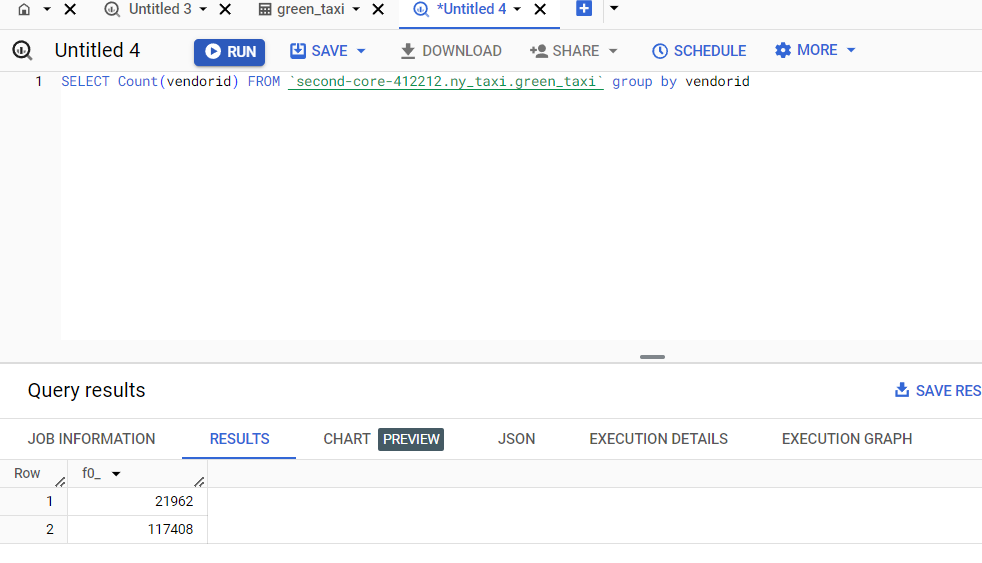 Untitled 3 green_taxi *Untitled 4
Untitled 4 RUN SAVE DOWNLOAD SHARE SCHEDULE MORE
1 SELECT Count(vendorid) FROM `second-core-412212.ny_taxi.green_taxi` group by vendorid
Query results SAVE RES
JOB INFORMATION RESULTS CHART PREVIEW JSON EXECUTION DETAILS EXECUTION GRAPH
Row f0_
1 21962
2 117408